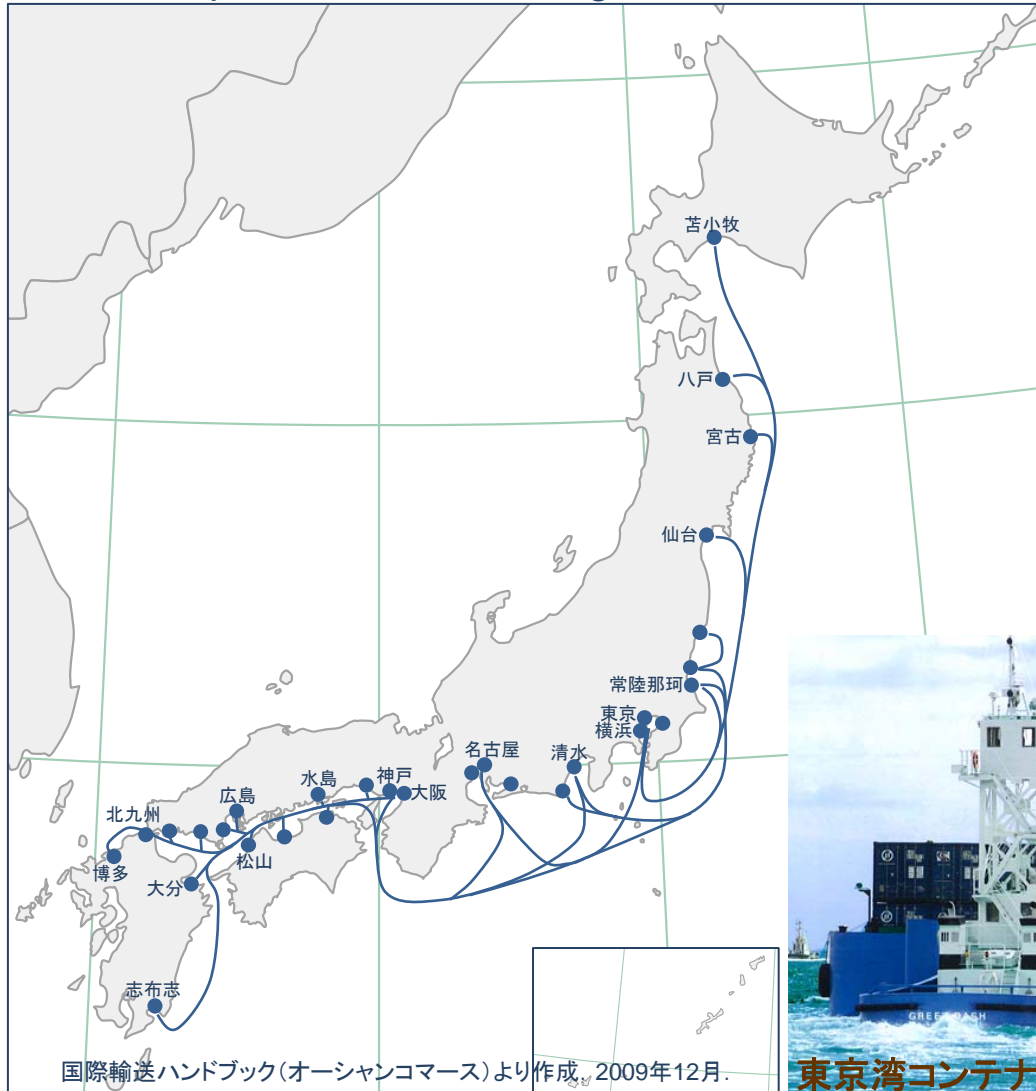 苫小牧
八戸
宮古
仙台
常陸那珂
東京
横浜
名古屋
清水
神戸
水島
大阪
広島
北九州
松山
博多
大分
志布志
国際輸送ハンドブック(オーシャンコマース)より作成. 2009年12月.
東京湾コンテナ